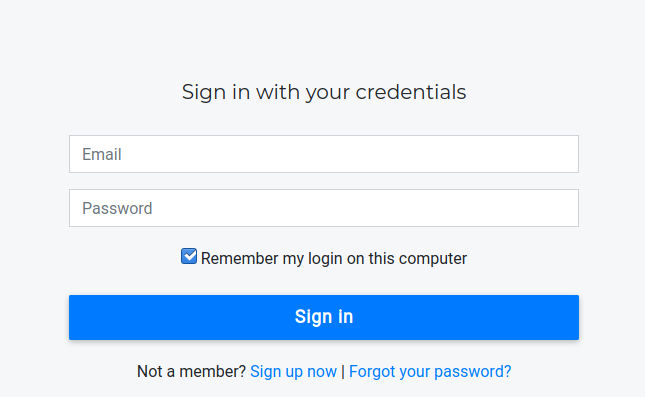 Sign in with your credentials
Email
Password
Remember my login on this computer
Sign in
Not a member? Sign up now | Forgot your password?